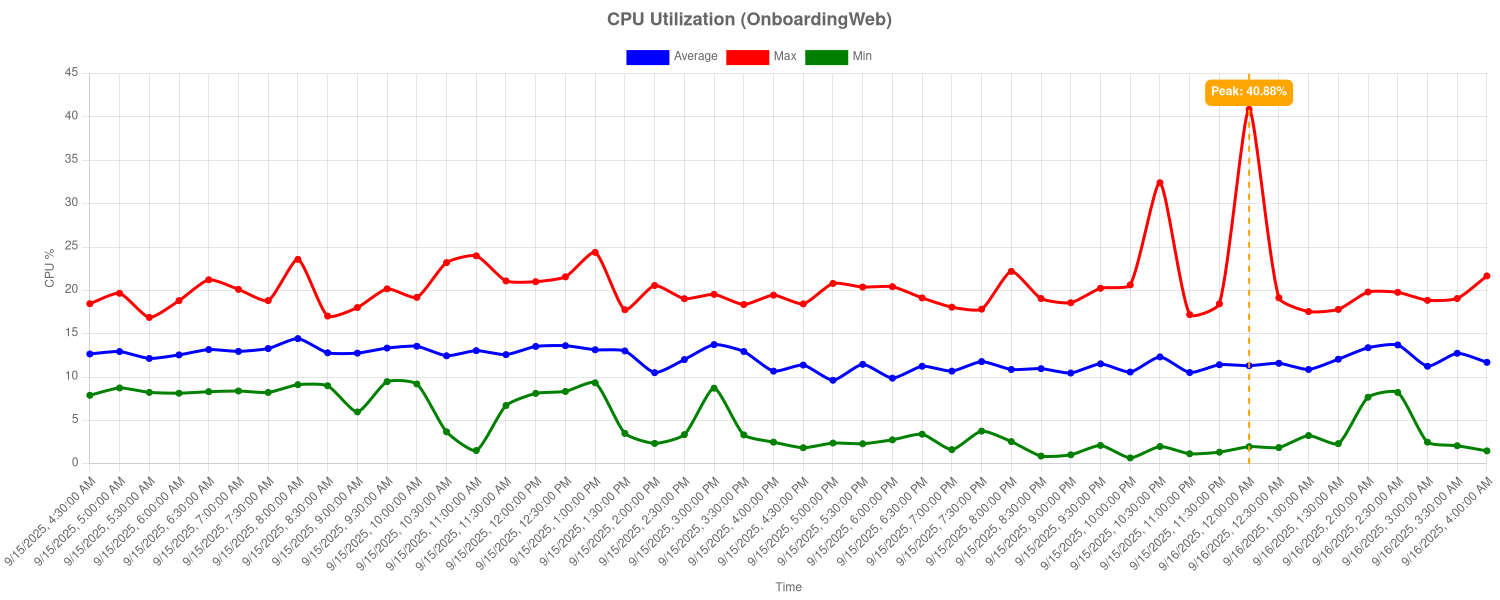 CPU Utilization (OnboardingWeb)
Average Max Min
Peak: 40.88%
CPU %
45
40
35
30
25
20
15
10
5
0
9/15/2025, 4:30:00 AM
9/15/2025, 5:00:00 AM
9/15/2025, 5:30:00 AM
9/15/2025, 6:00:00 AM
9/15/2025, 6:30:00 AM
9/15/2025, 7:00:00 AM
9/15/2025, 7:30:00 AM
9/15/2025, 8:00:00 AM
9/15/2025, 8:30:00 AM
9/15/2025, 9:00:00 AM
9/15/2025, 9:30:00 AM
9/15/2025, 10:00:00 AM
9/15/2025, 10:30:00 AM
9/15/2025, 11:00:00 AM
9/15/2025, 11:30:00 AM
9/15/2025, 12:00:00 PM
9/15/2025, 12:30:00 PM
9/15/2025, 1:00:00 PM
9/15/2025, 1:30:00 PM
9/15/2025, 2:00:00 PM
9/15/2025, 2:30:00 PM
9/15/2025, 3:00:00 PM
9/15/2025, 3:30:00 PM
9/15/2025, 4:00:00 PM
9/15/2025, 4:30:00 PM
9/15/2025, 5:00:00 PM
9/15/2025, 5:30:00 PM
9/15/2025, 6:00:00 PM
9/15/2025, 6:30:00 PM
9/15/2025, 7:00:00 PM
9/15/2025, 7:30:00 PM
9/15/2025, 8:00:00 PM
9/15/2025, 8:30:00 PM
9/15/2025, 9:00:00 PM
9/15/2025, 9:30:00 PM
9/15/2025, 10:00:00 PM
9/15/2025, 10:30:00 PM
9/15/2025, 11:00:00 PM
9/15/2025, 11:30:00 PM
9/16/2025, 12:00:00 AM
9/16/2025, 12:30:00 AM
9/16/2025, 1:00:00 AM
9/16/2025, 1:30:00 AM
9/16/2025, 2:00:00 AM
9/16/2025, 2:30:00 AM
9/16/2025, 3:00:00 AM
9/16/2025, 3:30:00 AM
9/16/2025, 4:00:00 AM
Time